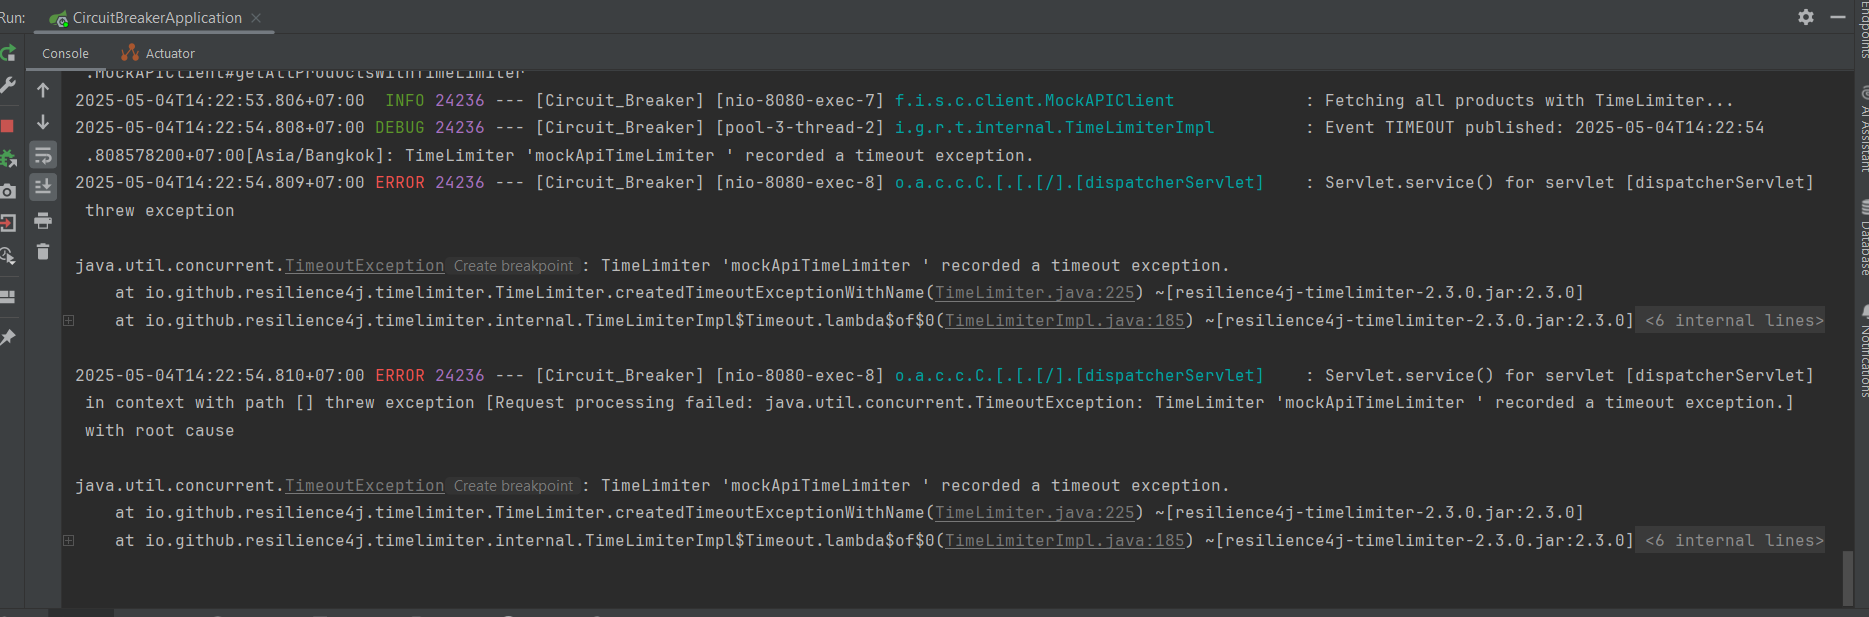 Run:
CircuitBreakerApplication
Console
Actuator
.MockAPIClient#getAllProductsWithTimeLimiter
2025-05-04T14:22:53.806+07:00  INFO 24236 --- [Circuit_Breaker] [nio-8080-exec-7] f.i.s.c.client.MockAPIClient             : Fetching all products with TimeLimiter...
2025-05-04T14:22:54.808+07:00 DEBUG 24236 --- [Circuit_Breaker] [pool-3-thread-2] i.g.r.t.internal.TimeLimiterImpl         : Event TIMEOUT published: 2025-05-04T14:22:54
.808578200+07:00[Asia/Bangkok]: TimeLimiter 'mockApiTimeLimiter ' recorded a timeout exception.
2025-05-04T14:22:54.809+07:00 ERROR 24236 --- [Circuit_Breaker] [nio-8080-exec-8] o.a.c.c.C.[.[.[/].[dispatcherServlet]    : Servlet.service() for servlet [dispatcherServlet]
threw exception
java.util.concurrent.TimeoutException Create breakpoint : TimeLimiter 'mockApiTimeLimiter ' recorded a timeout exception.
at io.github.resilience4j.timelimiter.TimeLimiter.createdTimeoutExceptionWithName(TimeLimiter.java:225) ~[resilience4j-timelimiter-2.3.0.jar:2.3.0]
at io.github.resilience4j.timelimiter.internal.TimeLimiterImpl$Timeout.lambda$of$0(TimeLimiterImpl.java:185) ~[resilience4j-timelimiter-2.3.0.jar:2.3.0] <6 internal lines>
2025-05-04T14:22:54.810+07:00 ERROR 24236 --- [Circuit_Breaker] [nio-8080-exec-8] o.a.c.c.C.[.[.[/].[dispatcherServlet]    : Servlet.service() for servlet [dispatcherServlet]
in context with path [] threw exception [Request processing failed: java.util.concurrent.TimeoutException: TimeLimiter 'mockApiTimeLimiter ' recorded a timeout exception.]
with root cause
java.util.concurrent.TimeoutException Create breakpoint : TimeLimiter 'mockApiTimeLimiter ' recorded a timeout exception.
at io.github.resilience4j.timelimiter.TimeLimiter.createdTimeoutExceptionWithName(TimeLimiter.java:225) ~[resilience4j-timelimiter-2.3.0.jar:2.3.0]
at io.github.resilience4j.timelimiter.internal.TimeLimiterImpl$Timeout.lambda$of$0(TimeLimiterImpl.java:185) ~[resilience4j-timelimiter-2.3.0.jar:2.3.0] <6 internal lines>
Endpoints
AI Assistant
Database
Notifications